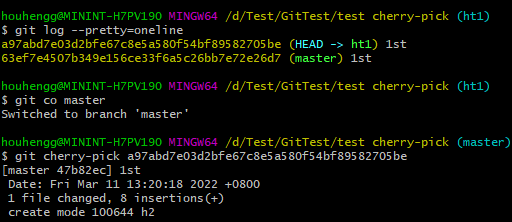 houhengg@MININT-H7PV190 MINGW64 /d/Test/GitTest/test cherry-pick (ht1)
$ git log --pretty=oneline
a97abd7e03d2bfe67c8e5a580f54bf89582705be (HEAD -> ht1) 1st
63ef7e4507b349e156ce33f6a5c26bb7e72e26d7 (master) 1st
houhengg@MININT-H7PV190 MINGW64 /d/Test/GitTest/test cherry-pick (ht1)
$ git co master
Switched to branch 'master'
houhengg@MININT-H7PV190 MINGW64 /d/Test/GitTest/test cherry-pick (master)
$ git cherry-pick a97abd7e03d2bfe67c8e5a580f54bf89582705be
[master 47b82ec] 1st
Date: Fri Mar 11 13:20:18 2022 +0800
1 file changed, 8 insertions(+)
create mode 100644 h2